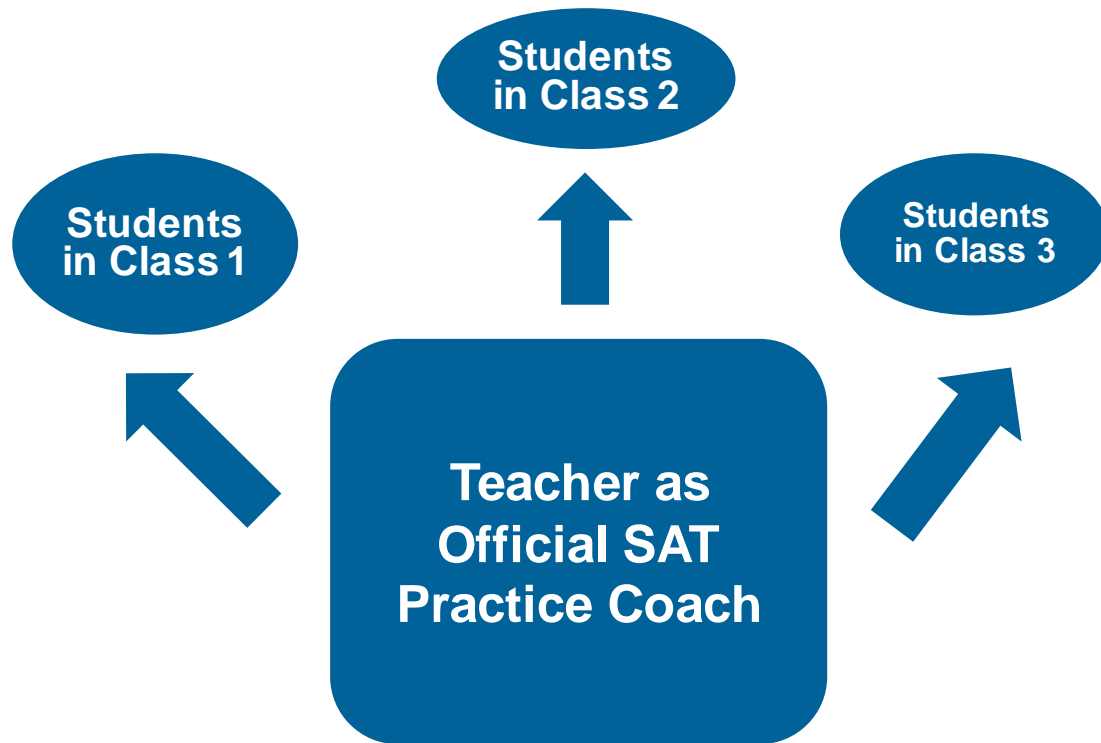 Students
in Class 2
Students
in Class 1
Students
in Class 3
Teacher as
Official SAT
Practice Coach